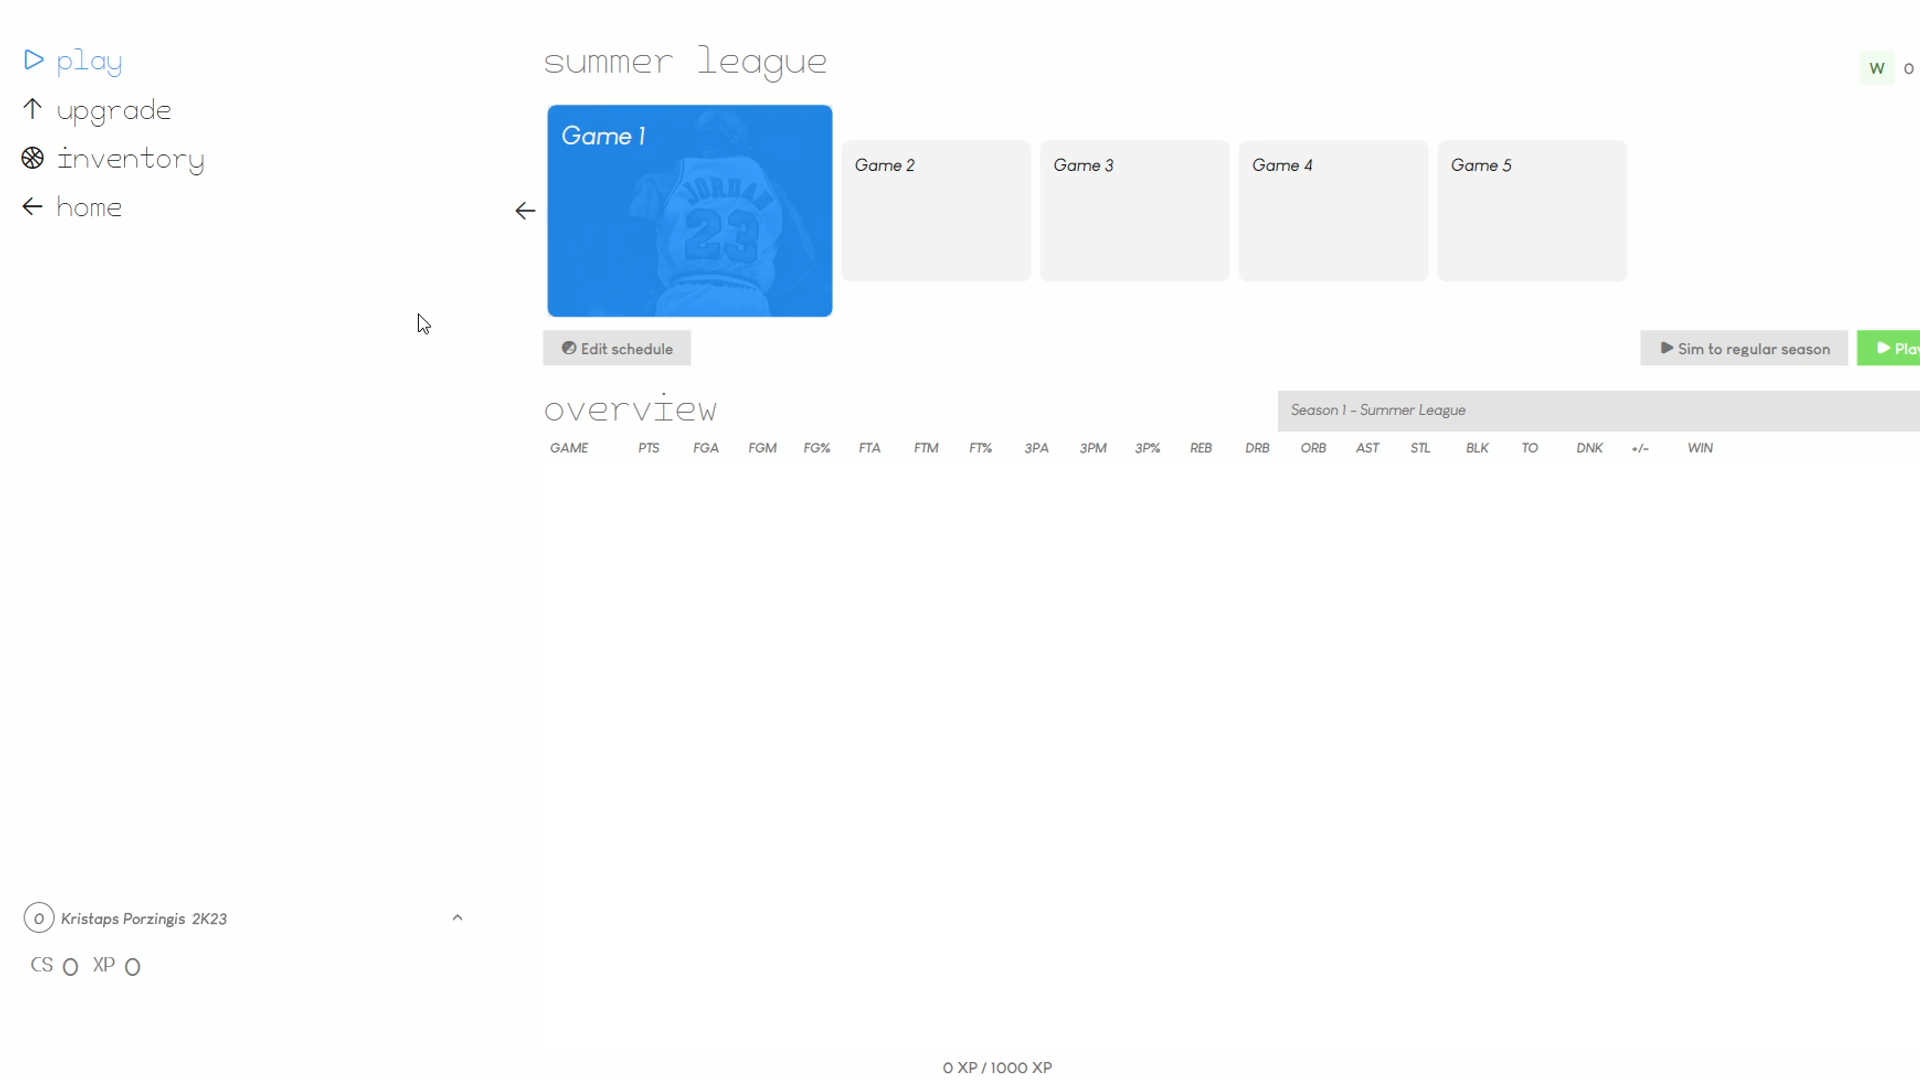 play
upgrade
inventory
home
summer league
W 0
Game 1
JORDAN
23
Game 2
Game 3
Game 4
Game 5
Edit schedule
Sim to regular season
Play
overview
Season 1 - Summer League
GAME PTS FGA FGM FG% FTA FTM FT% 3PA 3PM 3P% REB DRB ORB AST STL BLK TO DNK +/- WIN
0 Kristaps Porzingis 2K23
CS 0 XP 0
0 XP / 1000 XP